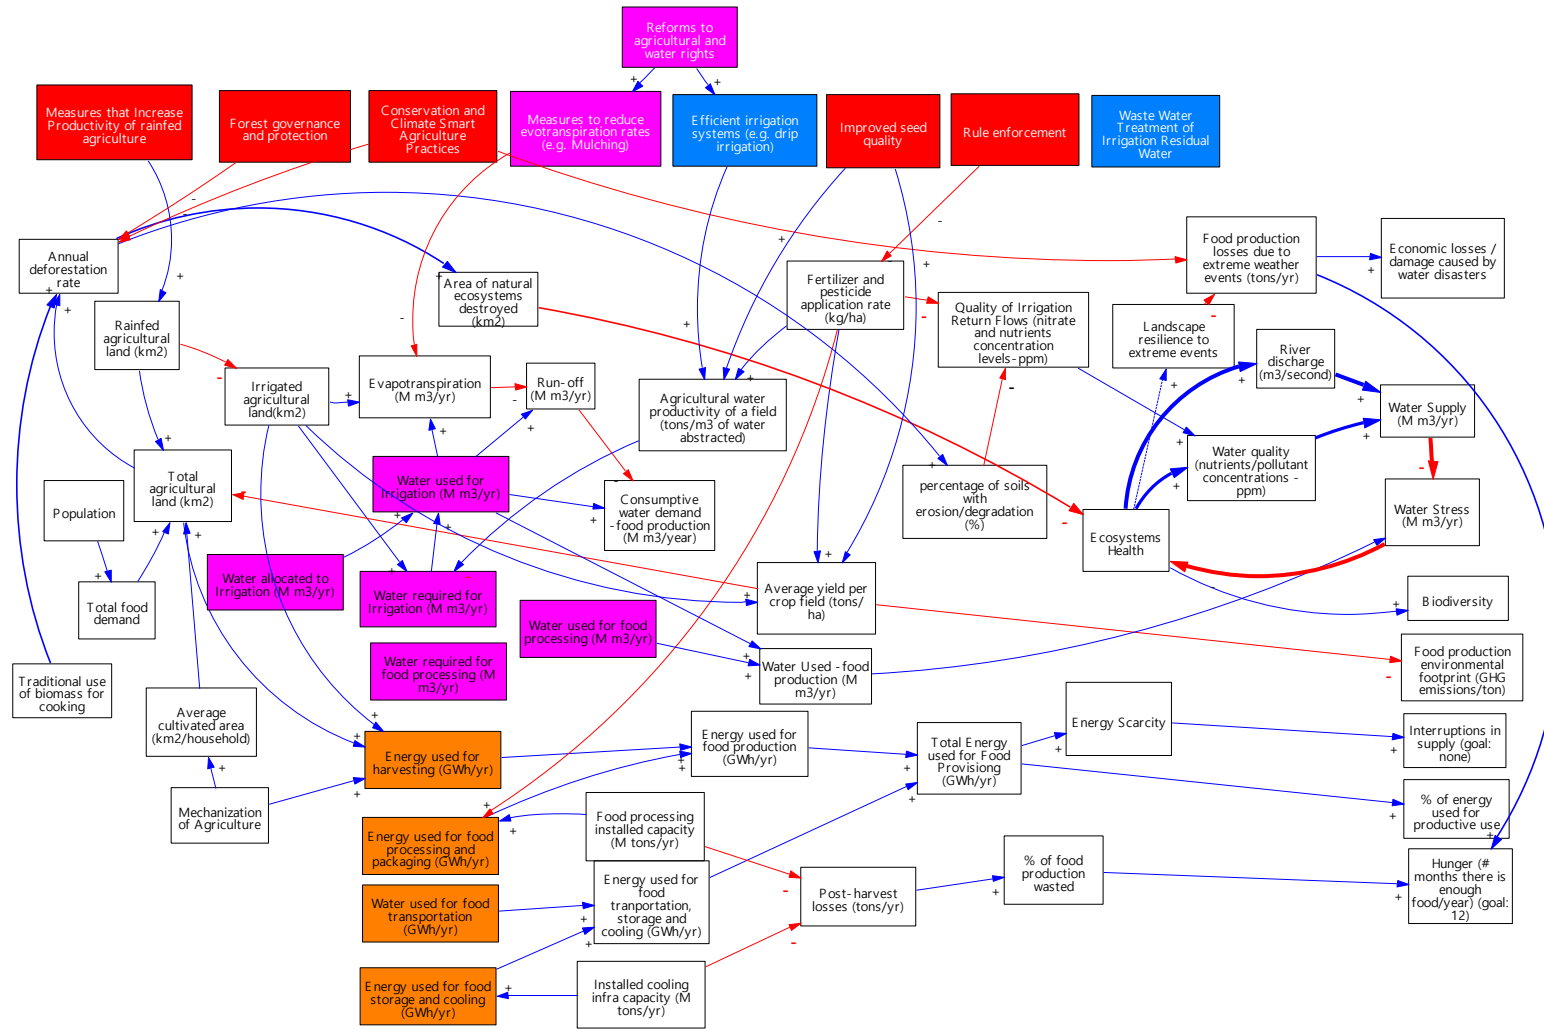 Reforms to
agricultural and
water rights
Measures that Increase
Productivity of rainfed
agriculture
Forest governance
and protection
Conservation and
Climate Smart
Agriculture
Practices
Measures to reduce
evotranspiration rates
(e.g. Mulching)
Efficient irrigation
systems (e.g. drip
irrigation)
Improved seed
quality
Rule enforcement
Waste Water
Treatment of
Irrigation Residual
Water
Annual
deforestation
rate
Area of natural
ecosystems
destroyed
(km2)
Fertilizer and
pesticide
application rate
(kg/ha)
Food production
losses due to
extreme weather
events (tons/yr)
Economic losses /
damage caused by
water disasters
Rainfed
agricultural
land (km2)
Quality of Irrigation
Return Flows (nitrate
and nutrients
concentration
levels-ppm)
Landscape
resilience to
extreme events
River
discharge
(m3/second)
Irrigated
agricultural
land(km2)
Evapotranspiration
(M m3/yr)
Run-off
(M m3/yr)
Agricultural water
productivity of a field
(tons/m3 of water
abstracted)
Water Supply
(M m3/yr)
Water quality
(nutrients/pollutant
concentrations -
ppm)
Total
agricultural
land (km2)
Water used for
Irrigation (M m3/yr)
Consumptive
water demand
-food production
(M m3/year)
percentage of soils
with
erosion/degradation
(%)
Water Stress
(M m3/yr)
Population
Ecosystems
Health
Total food
demand
Water allocated to
Irrigation (M m3/yr)
Water required for
Irrigation (M m3/yr)
Average yield per
crop field (tons/
ha)
Biodiversity
Water used for food
processing (M m3/yr)
Water required for
food processing (M
m3/yr)
Water Used -food
production (M
m3/yr)
Food production
environmental
footprint (GHG
emissions/ton)
Traditional use
of biomass for
cooking
Average
cultivated area
(km2/household)
Energy used for
harvesting (GWh/yr)
Energy used for
food production
(GWh/yr)
Total Energy
used for Food
Provisiong
(GWh/yr)
Energy Scarcity
Interruptions in
supply (goal:
none)
Mechanization
of Agriculture
Energy used for food
processing and
packaging (GWh/yr)
Food processing
installed capacity
(M tons/yr)
% of energy
used for
productive use
Water used for food
transportation
(GWh/yr)
Energy used for
food
tranportation,
storage and
cooling (GWh/yr)
Post-harvest
losses (tons/yr)
% of food
production
wasted
Hunger (#
months there is
enough
food/year) (goal:
12)
Energy used for food
storage and cooling
(GWh/yr)
Installed cooling
infra capacity (M
tons/yr)